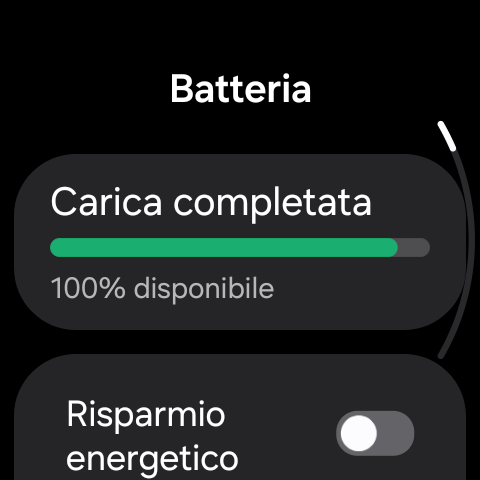 Batteria
Carica completata
100% disponibile
Risparmio
energetico